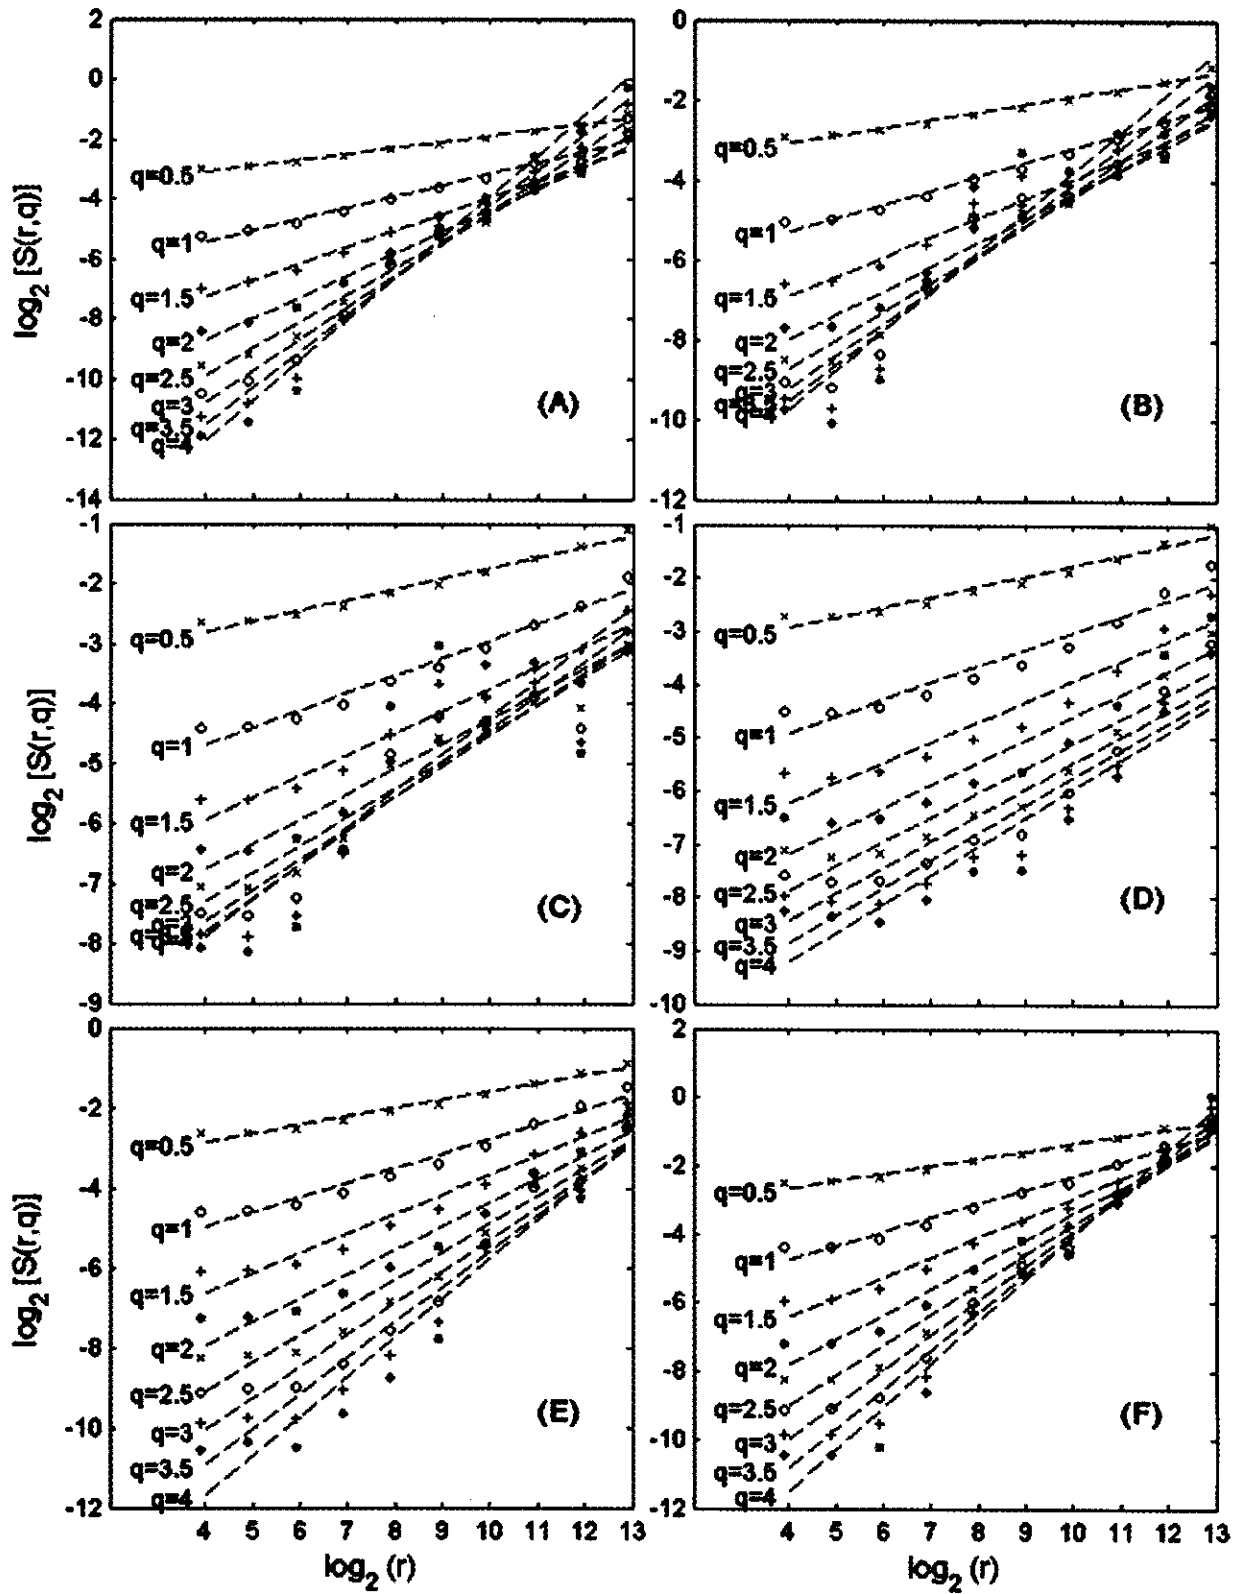 2
0
-2
-4
-6
-8
-10
-12
-14
log2 [S(r,q)]
q=0.5
q=1
q=1.5
q=2
q=2.5
q=3
q=3.5
q=4
(A)
0
-2
-4
-6
-8
-10
-12
q=0.5
q=1
q=1.5
q=2
q=2.5
(B)
-1
-2
-3
-4
-5
-6
-7
-8
-9
log2 [S(r,q)]
q=0.5
q=1
q=1.5
q=2
q=2.5
(C)
-1
-2
-3
-4
-5
-6
-7
-8
-9
-10
q=0.5
q=1
q=1.5
q=2
q=2.5
q=3
q=3.5
q=4
(D)
0
-2
-4
-6
-8
-10
-12
log2 [S(r,q)]
q=0.5
q=1
q=1.5
q=2
q=2.5
q=3
q=3.5
q=4
(E)
4 5 6 7 8 9 10 11 12 13
log2 (r)
2
0
-2
-4
-6
-8
-10
-12
q=0.5
q=1
q=1.5
q=2
q=2.5
q=3
q=3.5
q=4
(F)
4 5 6 7 8 9 10 11 12 13
log2 (r)